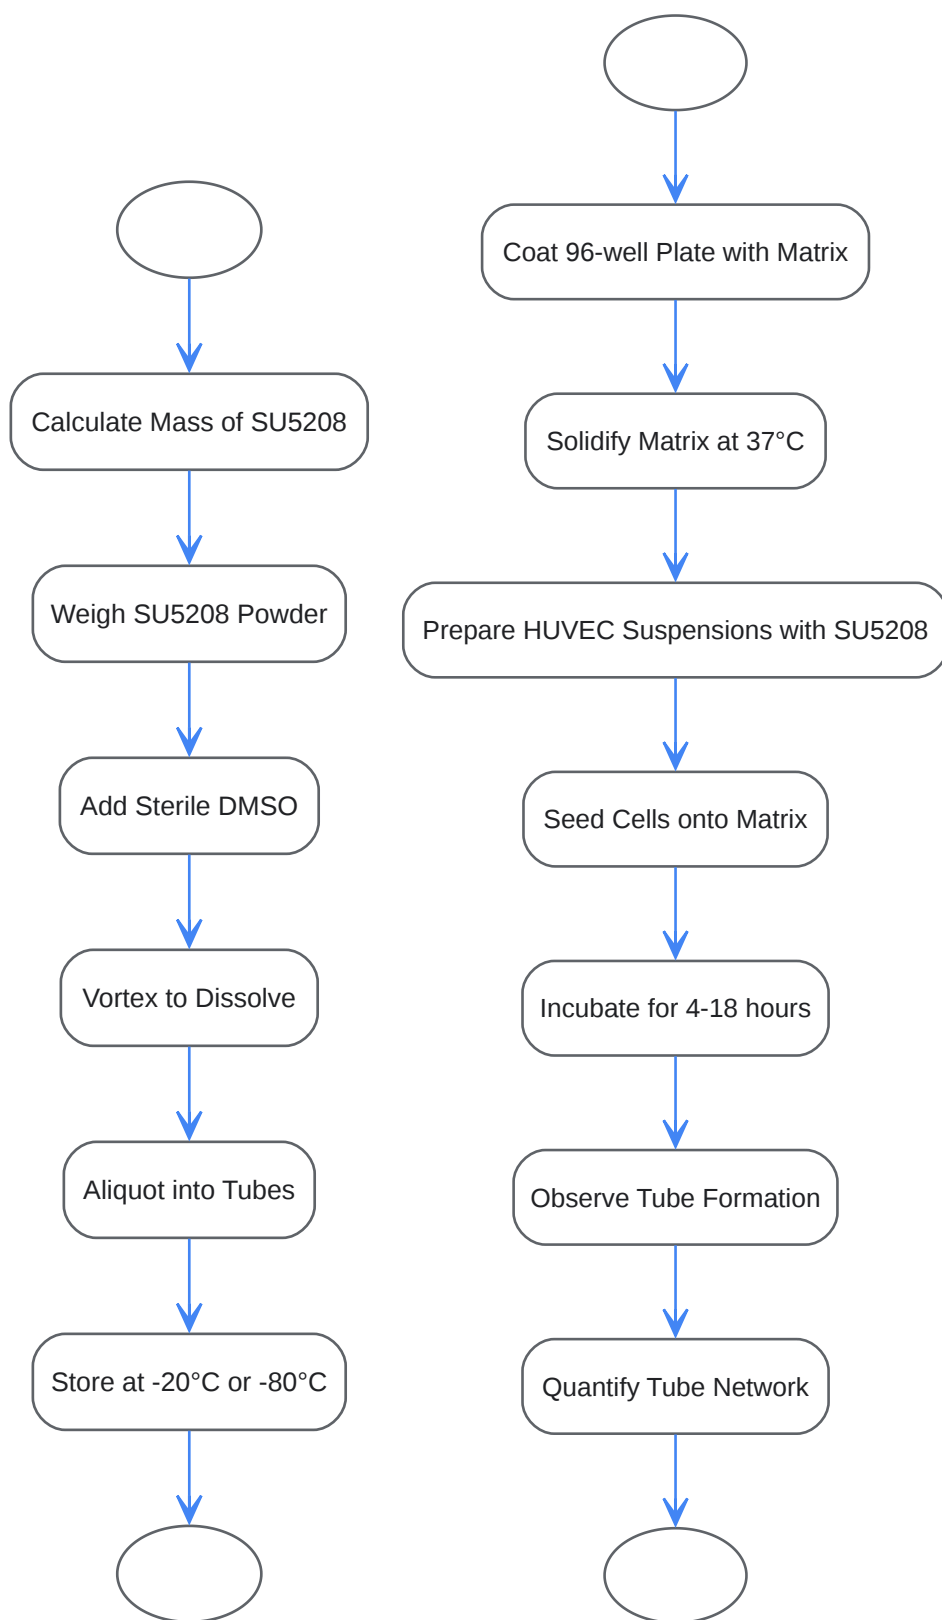 Calculate Mass of SU5208
Weigh SU5208 Powder
Add Sterile DMSO
Vortex to Dissolve
Aliquot into Tubes
Store at -20°C or -80°C
Coat 96-well Plate with Matrix
Solidify Matrix at 37°C
Prepare HUVEC Suspensions with SU5208
Seed Cells onto Matrix
Incubate for 4-18 hours
Observe Tube Formation
Quantify Tube Network